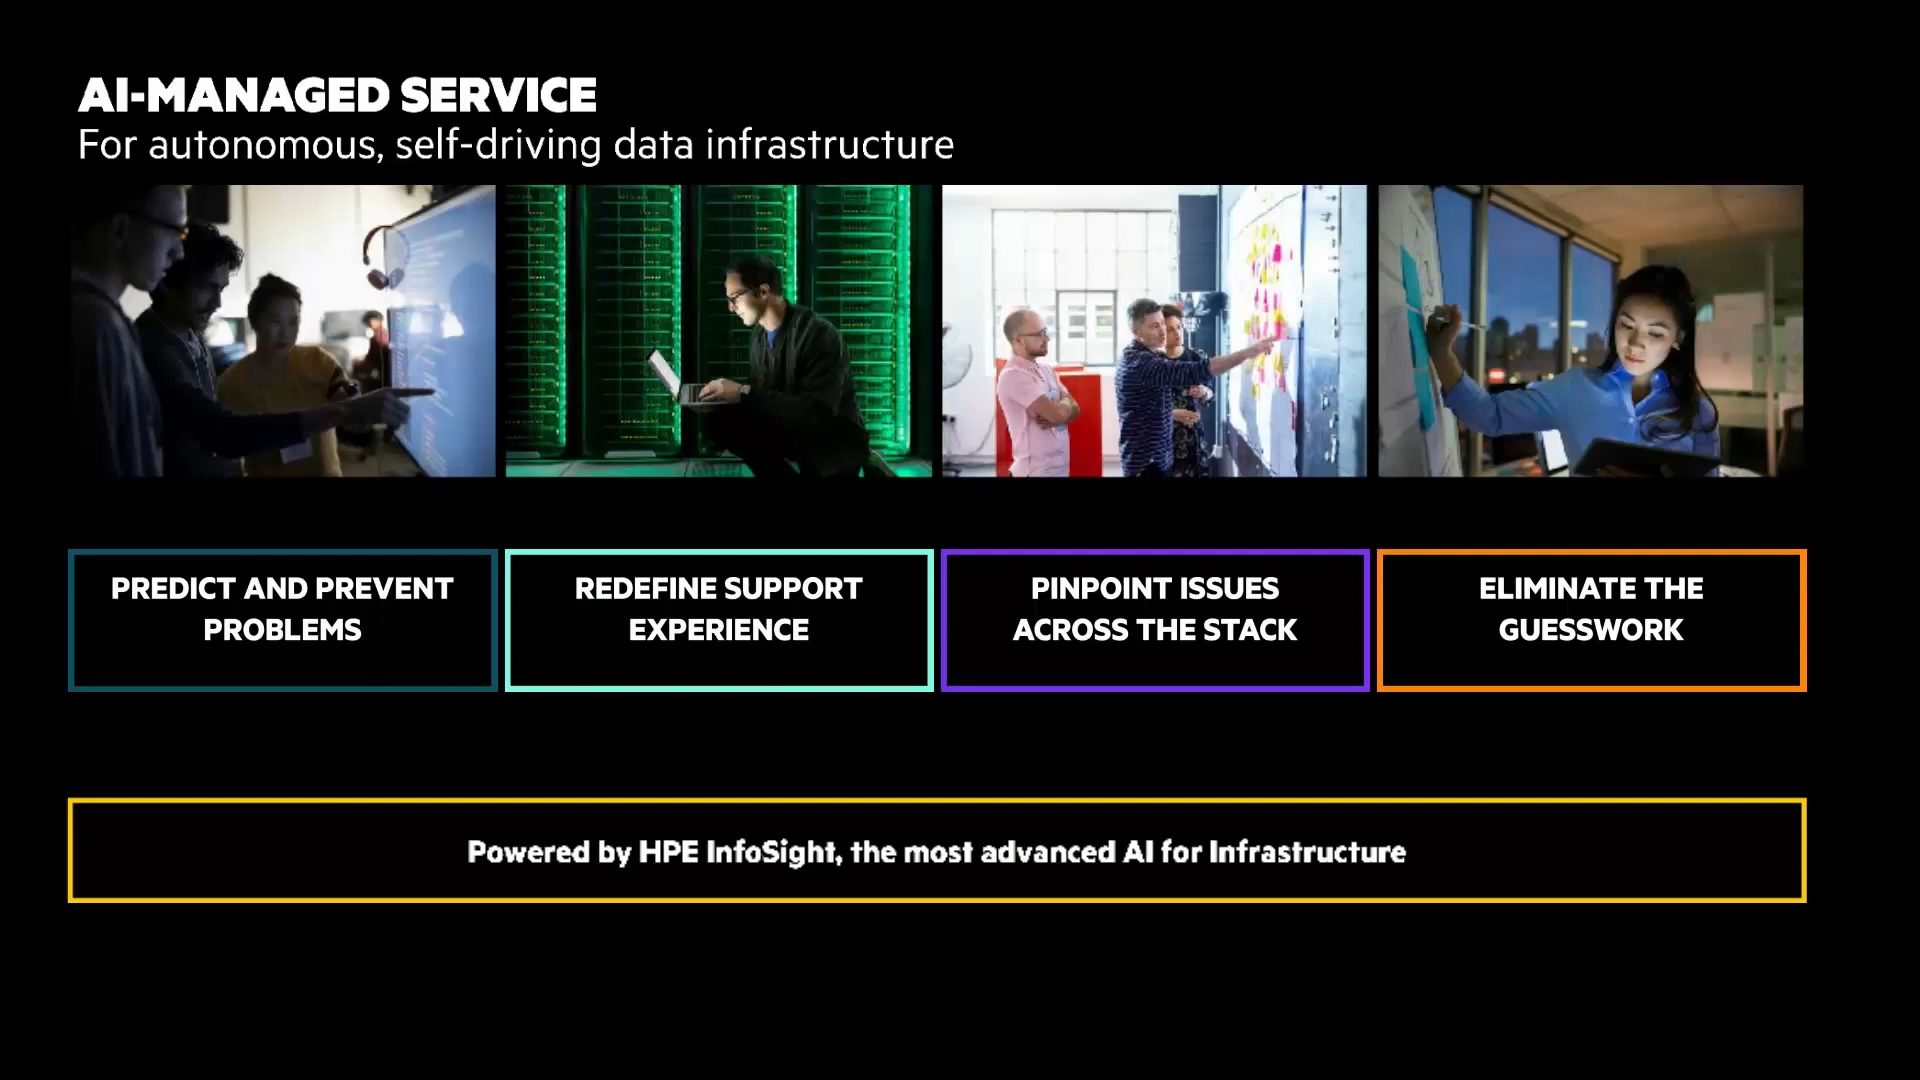 AI-MANAGED SERVICE
For autonomous, self-driving data infrastructure
PREDICT AND PREVENT
PROBLEMS
REDEFINE SUPPORT
EXPERIENCE
PINPOINT ISSUES
ACROSS THE STACK
ELIMINATE THE
GUESSWORK
Powered by HPE InfoSight, the most advanced AI for Infrastructure